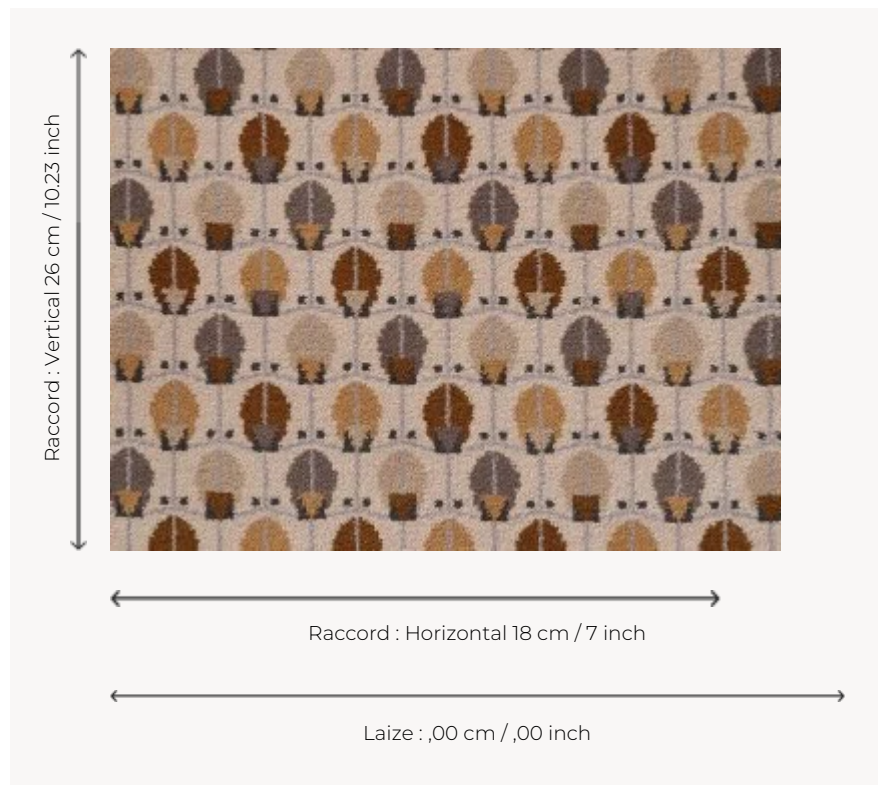 Raccord : Vertical 26 cm / 10.23 inch
Raccord : Horizontal 18 cm / 7 inch
Laize : ,00 cm / ,00 inch